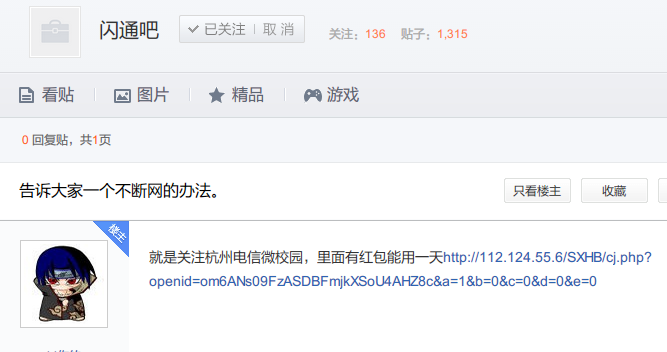 闪通吧
已关注
取消
关注：136 贴子：1,315
看贴
图片
精品
游戏
0 回复贴，共1页
告诉大家一个不断网的办法。
只看楼主
收藏
楼主
就是关注杭州电信微校园，里面有红包能用一天http://112.124.55.6/SXHB/cj.php?
openid=om6ANs09FzASDBFmjkXSoU4AHZ8c&a=1&b=0&c=0&d=0&e=0